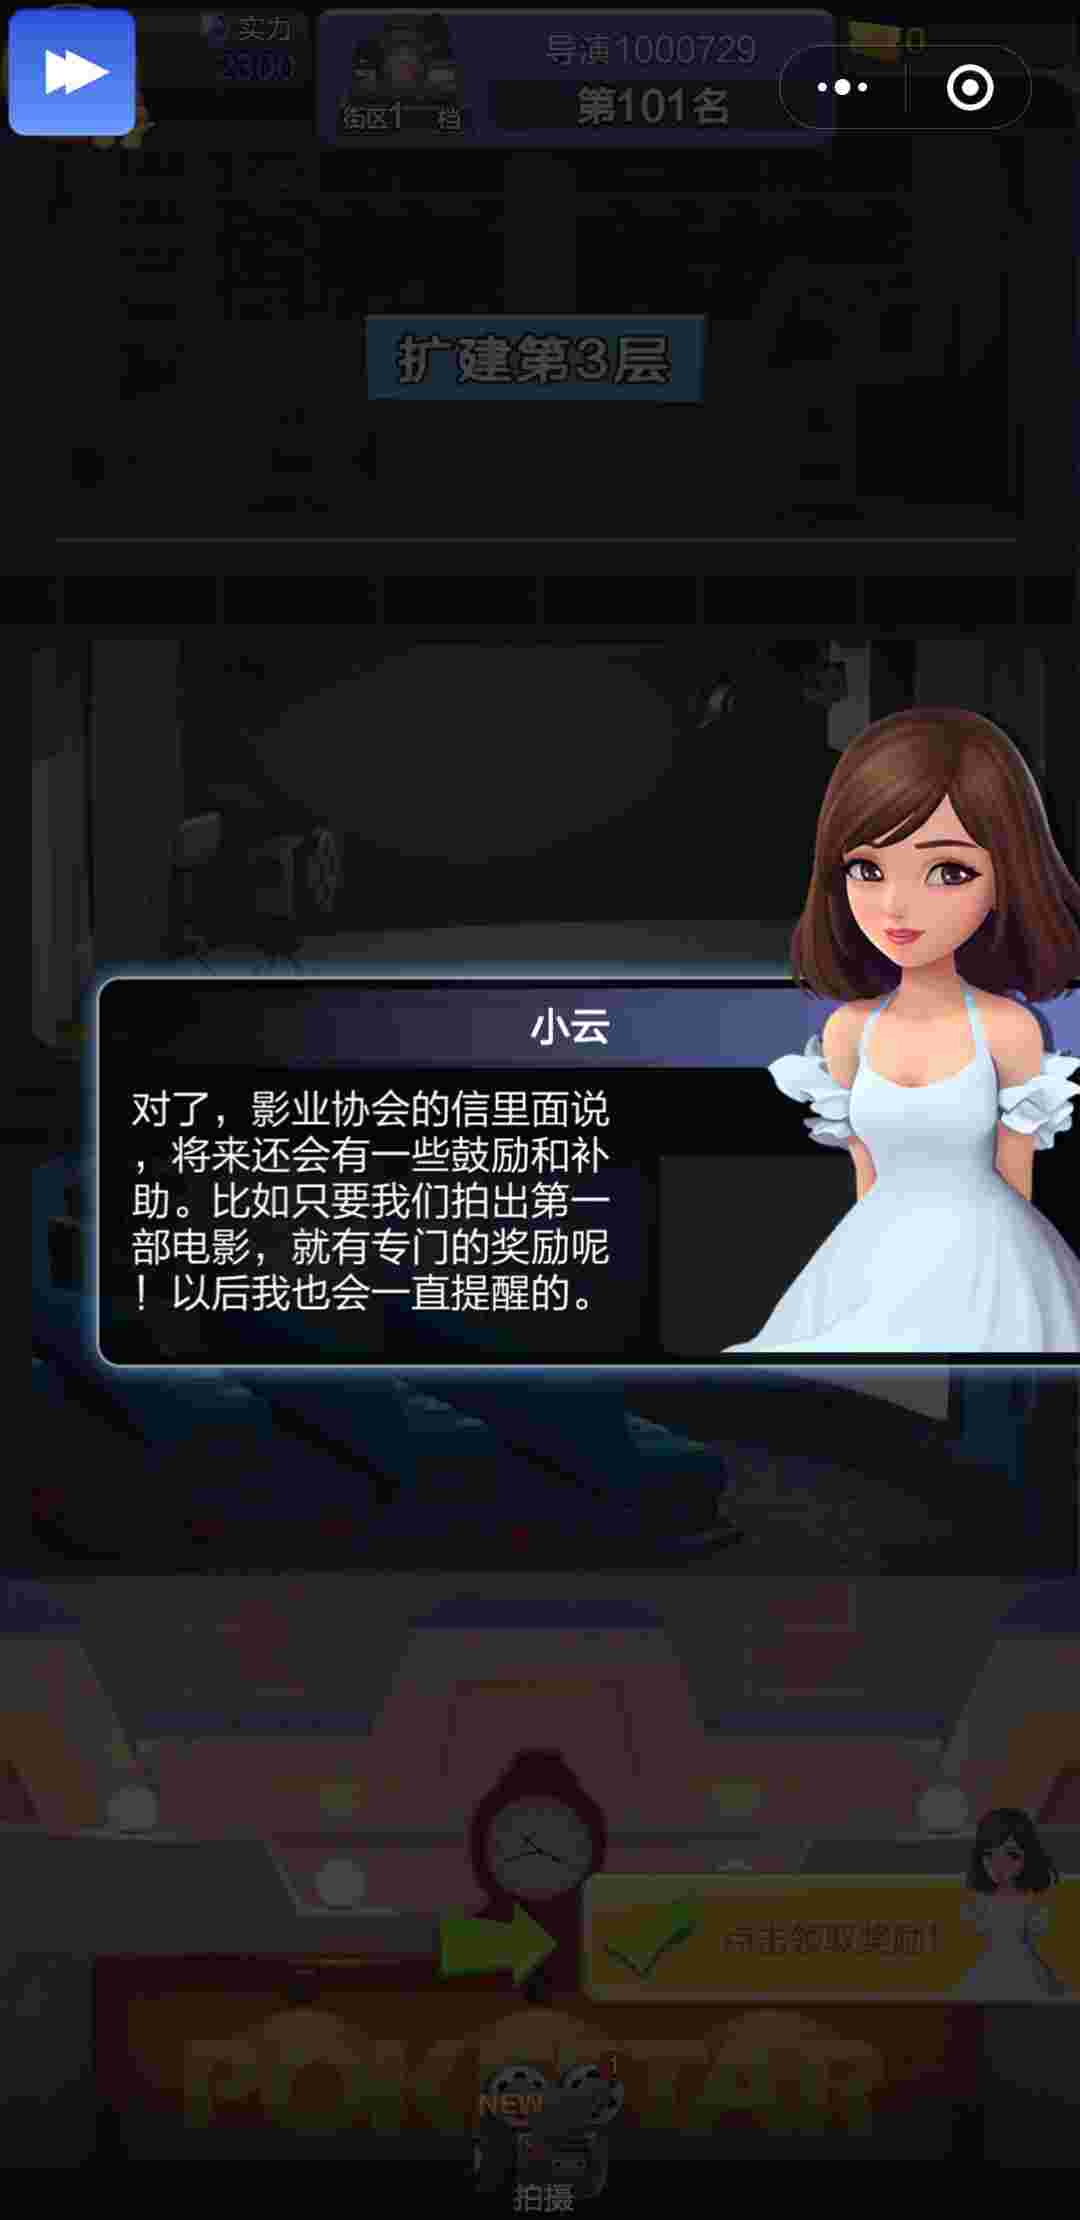 实力
2300
导演1000729
0
街区1
档
第101名
扩建第3层
小云
对了，影业协会的信里面说
，将来还会有一些鼓励和补
助。比如只要我们拍出第一
部电影，就有专门的奖励呢
！以后我也会一直提醒的。
点击领取奖励！
1
NEW
拍摄